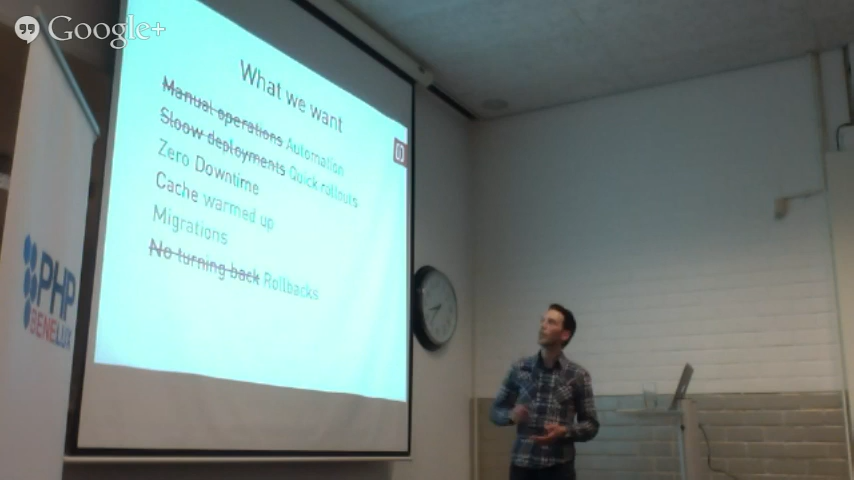 Google+
What we want
Manual operations Automation
Sloow deployments Quick rollouts
Zero Downtime
Cache warmed up
Migrations
No turning back Rollbacks
PHP
BENELUX